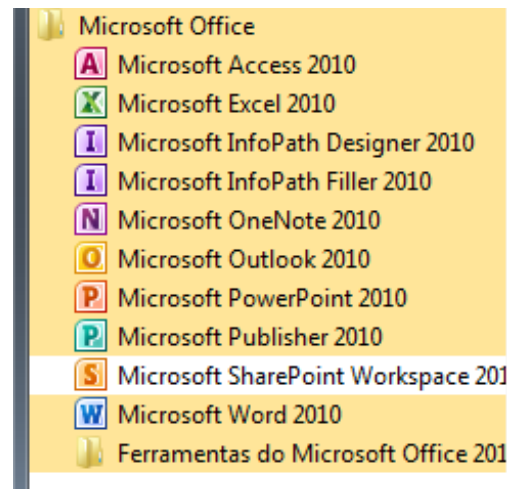 Microsoft Office
A Microsoft Access 2010
X Microsoft Excel 2010
I Microsoft InfoPath Designer 2010
I Microsoft InfoPath Filler 2010
N Microsoft OneNote 2010
O Microsoft Outlook 2010
P Microsoft PowerPoint 2010
P Microsoft Publisher 2010
S Microsoft SharePoint Workspace 201
W Microsoft Word 2010
Ferramentas do Microsoft Office 201